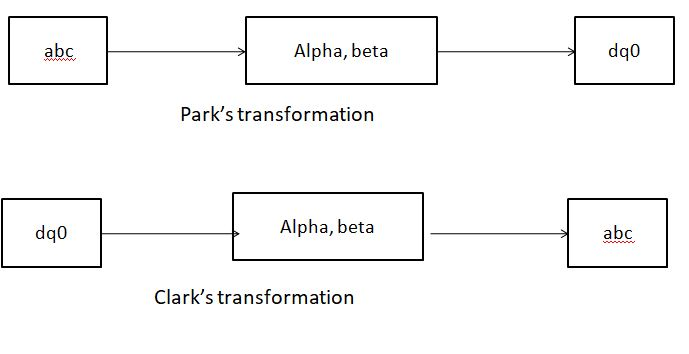 abc
Alpha, beta
dq0
Park’s transformation
dq0
Alpha, beta
abc
Clark’s transformation